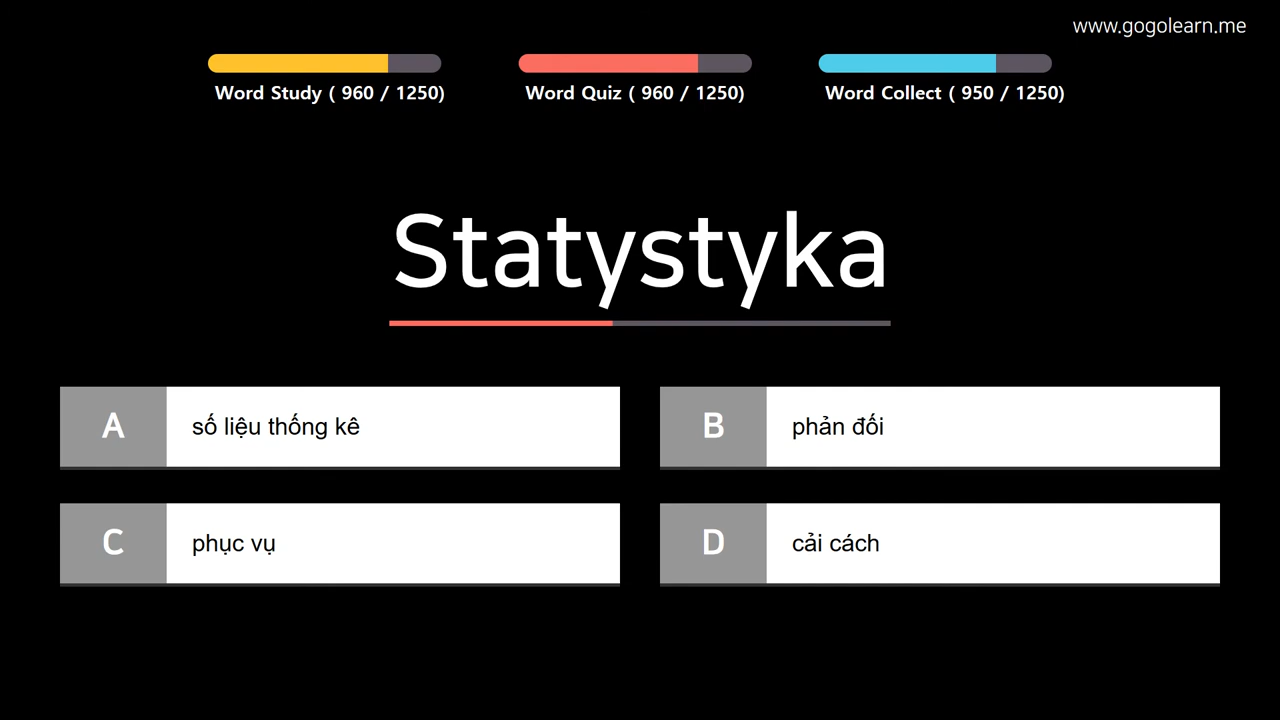 www.gogolearn.me
Word Study ( 960 / 1250)
Word Quiz ( 960 / 1250)
Word Collect ( 950 / 1250)
Statystyka
A
số liệu thống kê
B
phản đối
C
phục vụ
D
cải cách